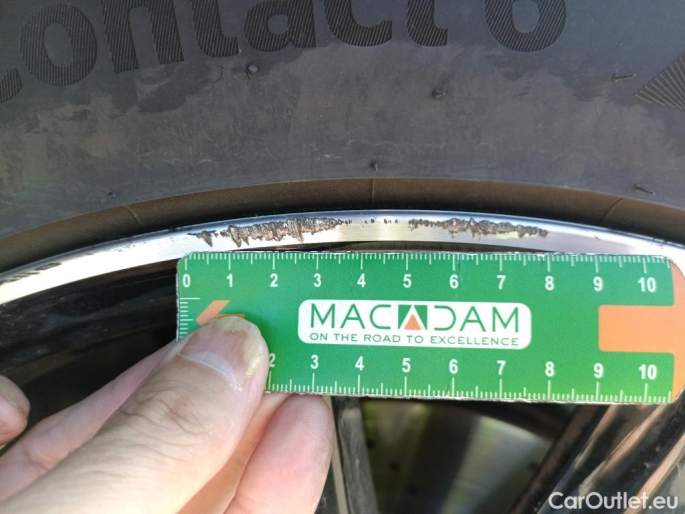 Contact 6
0 1 2 3 4 5 6 7 8 9 10
MACADAM
ON THE ROAD TO EXCELLENCE
2 3 4 5 6 7 8 9 10
CarOutlet.eu